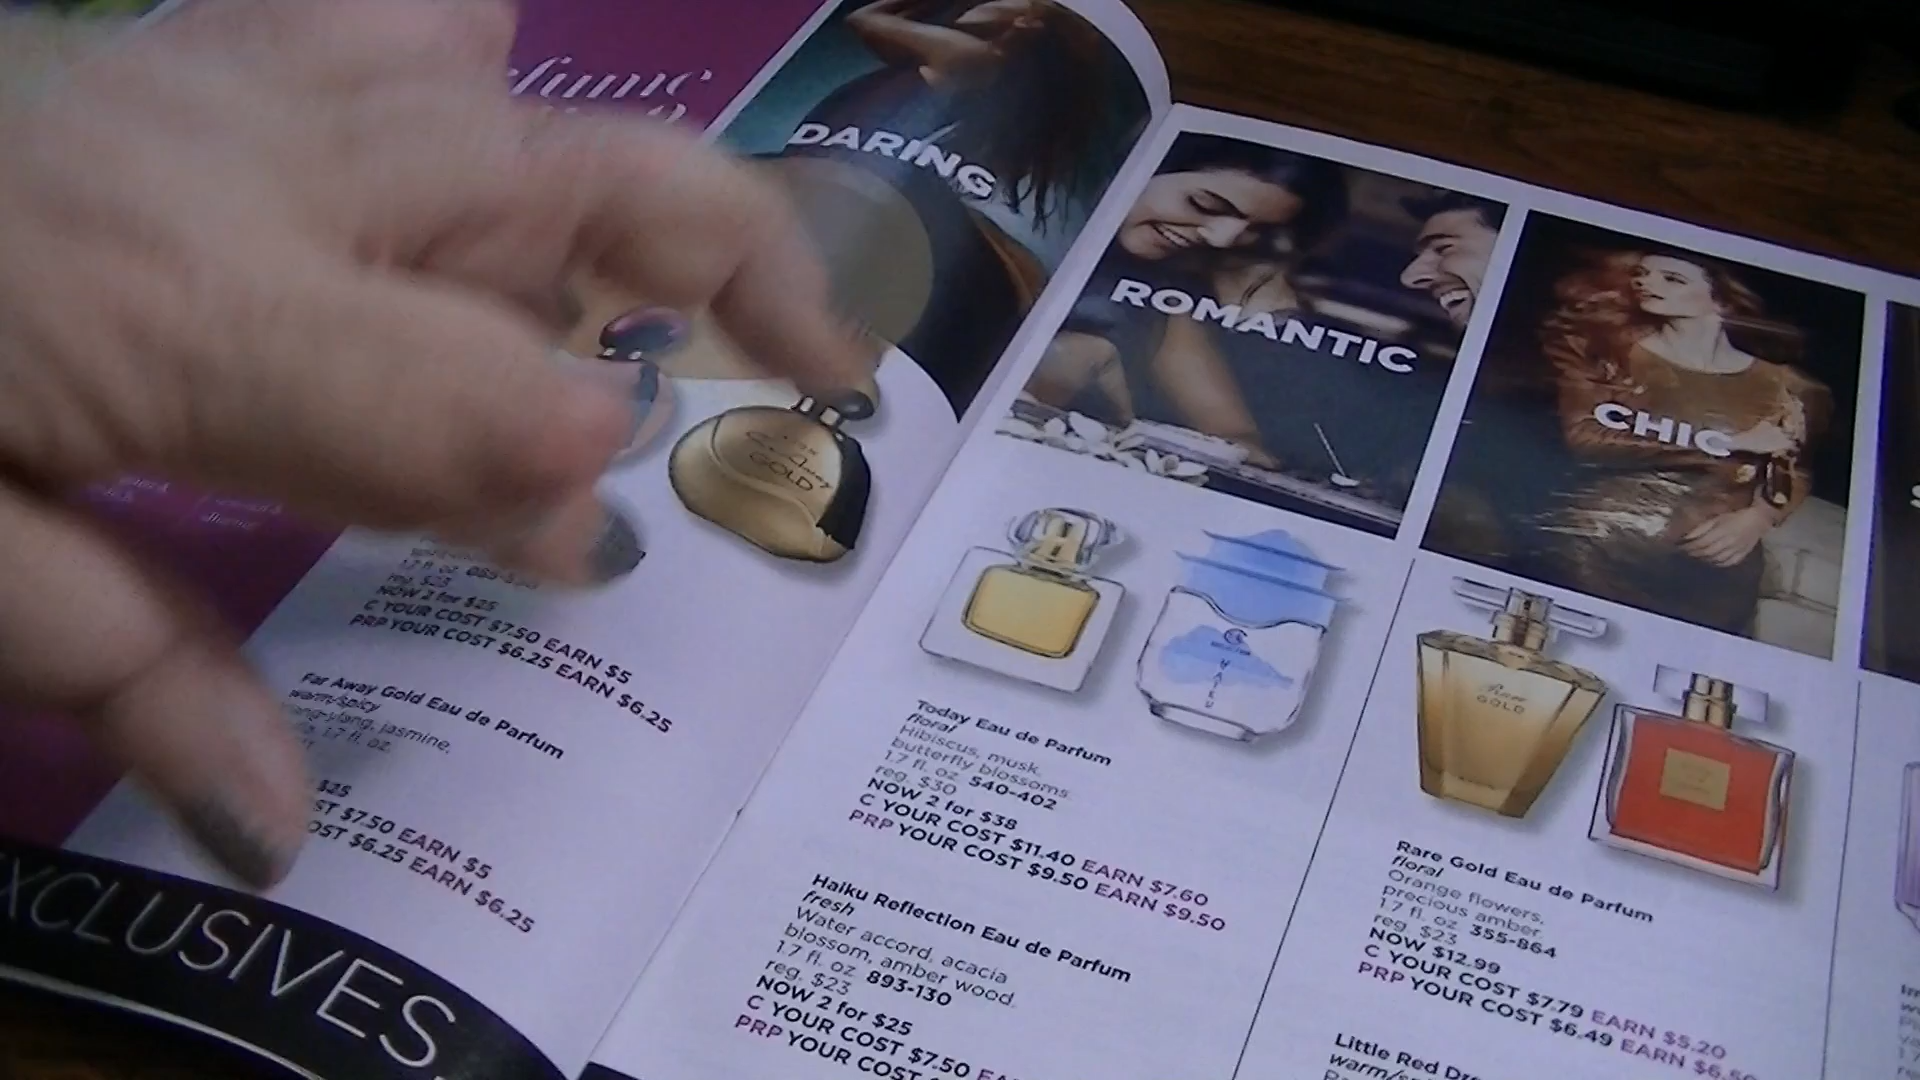 DARING
GOLD
1.7 fl. oz.
reg. $23
NOW 2 for $25
C YOUR COST $7.50 EARN $5
PRP YOUR COST $6.25 EARN $6.25
Far Away Gold Eau de Parfum
warm/spicy
ylang-ylang, jasmine,
1.7 fl. oz.
$25
$7.50 EARN $5
$6.25 EARN $6.25
EXCLUSIVES.
ROMANTIC
HAIKU
Today Eau de Parfum
floral
Hibiscus, musk,
butterfly blossoms.
1.7 fl. oz. 540-402
reg. $30
NOW 2 for $38
C YOUR COST $11.40 EARN $7.60
PRP YOUR COST $9.50 EARN $9.50
Haiku Reflection Eau de Parfum
fresh
Water accord, acacia
blossom, amber wood.
1.7 fl. oz. 893-130
reg. $23
NOW 2 for $25
C YOUR COST $7.50
PRP YOUR COST
CHIC
Rare
GOLD
Rare Gold Eau de Parfum
floral
Orange flowers,
precious amber.
1.7 fl. oz. 355-864
reg. $23
NOW $12.99
C YOUR COST $7.79 EARN $5.20
PRP YOUR COST $6.49 EARN $6.50
Little Red